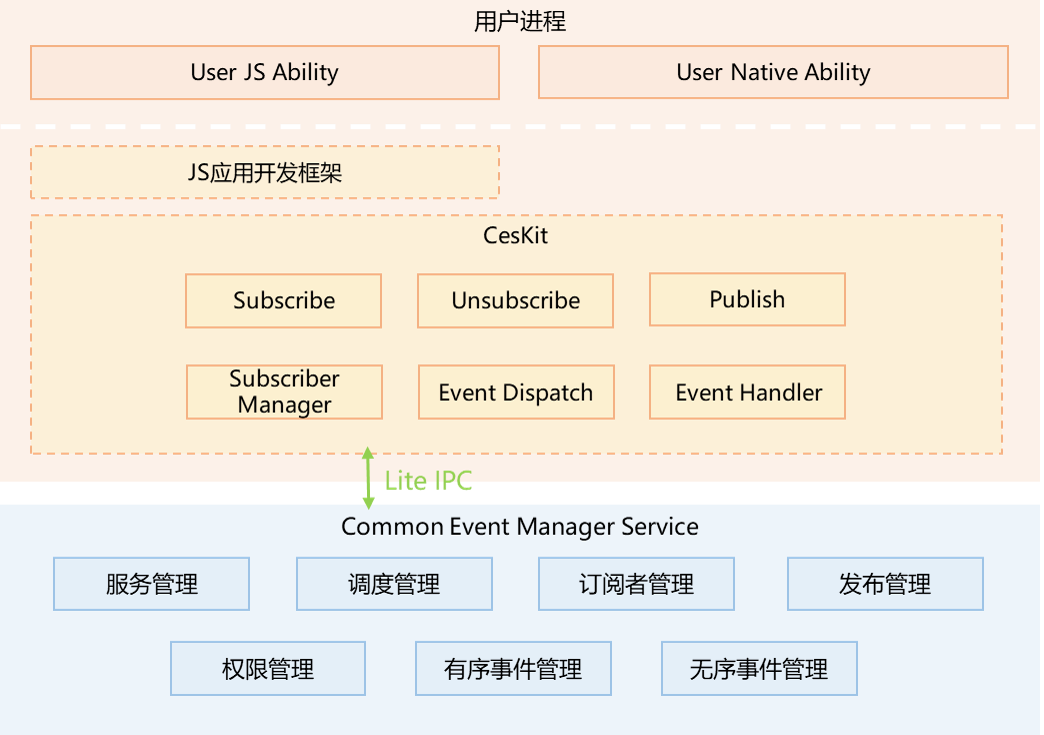 用户进程
User JS Ability
User Native Ability
JS应用开发框架
CesKit
Subscribe
Unsubscribe
Publish
Subscriber
Manager
Event Dispatch
Event Handler
Lite IPC
Common Event Manager Service
服务管理
调度管理
订阅者管理
发布管理
权限管理
有序事件管理
无序事件管理